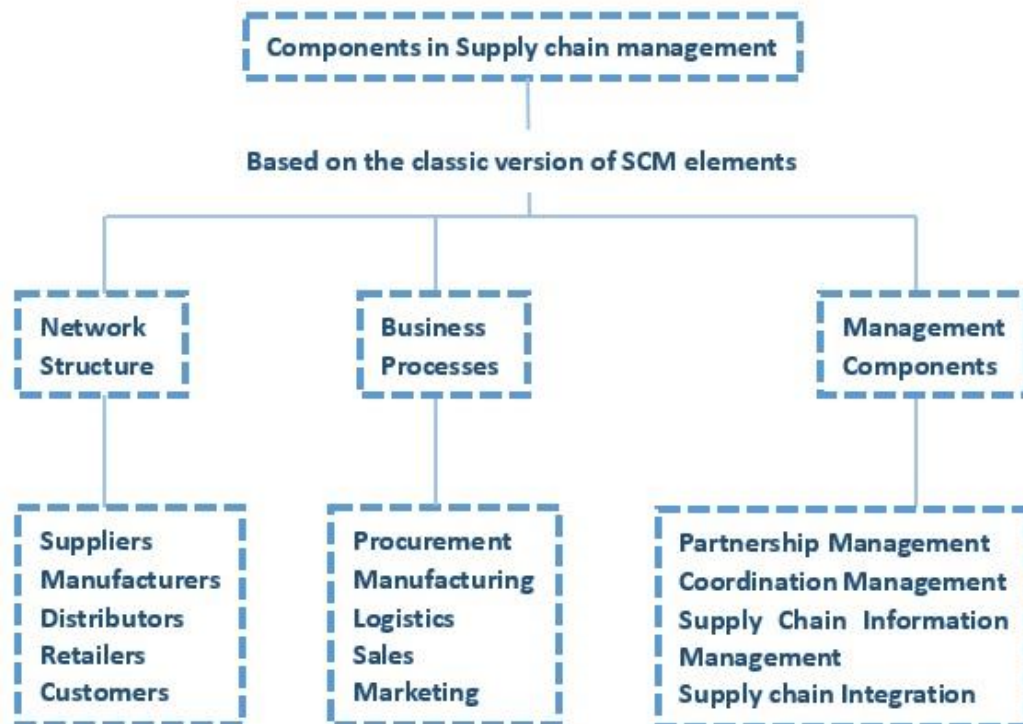 Components in Supply chain management
Based on the classic version of SCM elements
Network
Structure
Business
Processes
Management
Components
Suppliers
Manufacturers
Distributors
Retailers
Customers
Procurement
Manufacturing
Logistics
Sales
Marketing
Partnership Management
Coordination Management
Supply Chain Information
Management
Supply chain Integration